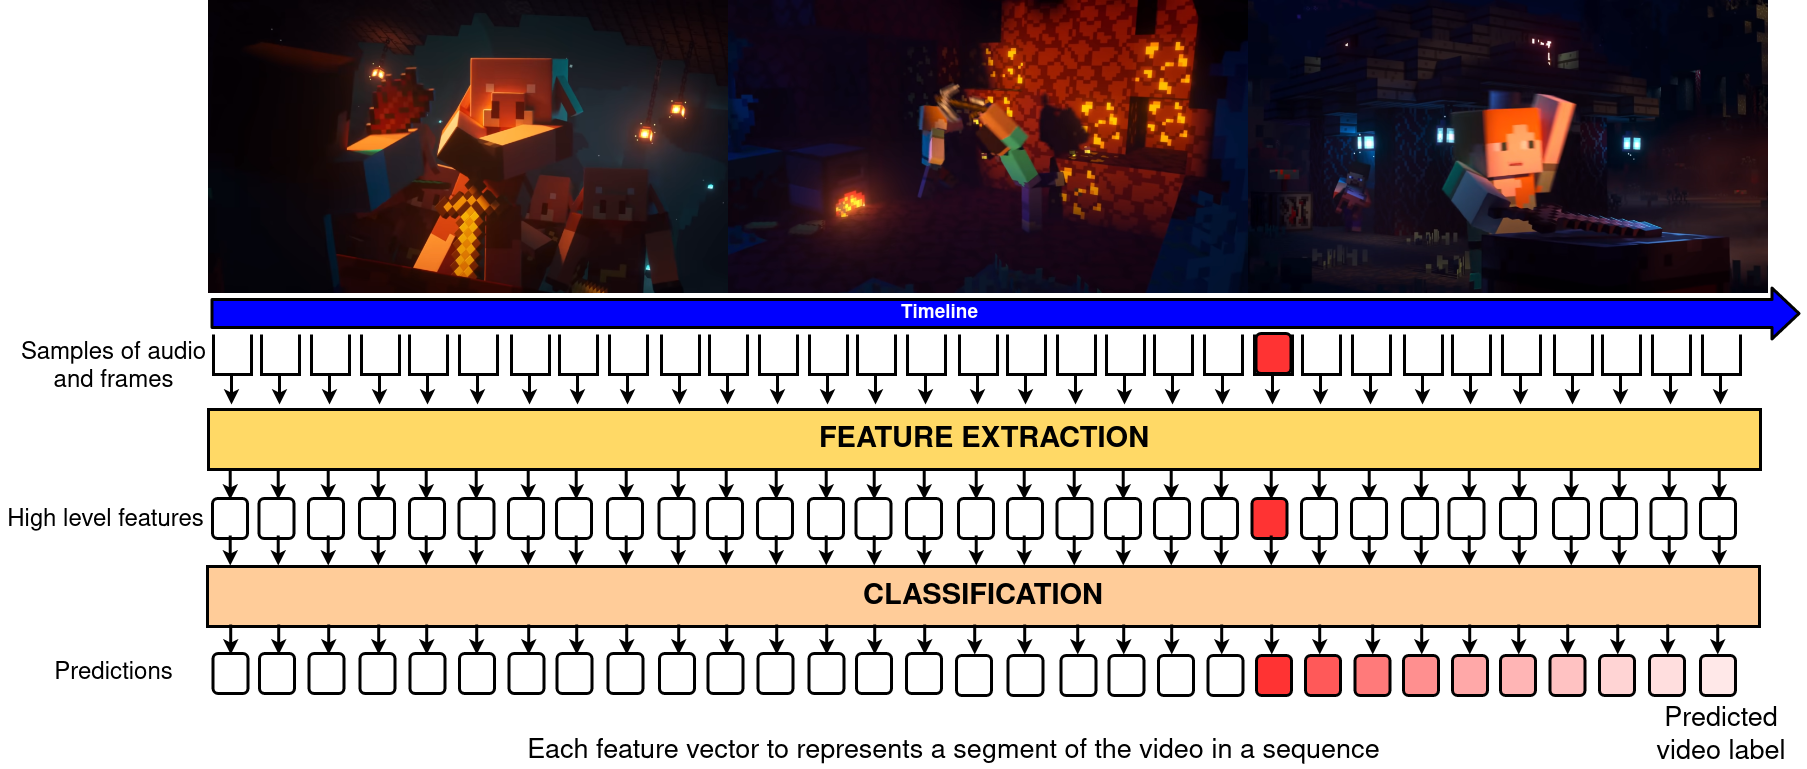 Timeline
Samples of audio
and frames
FEATURE EXTRACTION
High level features
CLASSIFICATION
Predictions
Predicted
video label
Each feature vector to represents a segment of the video in a sequence